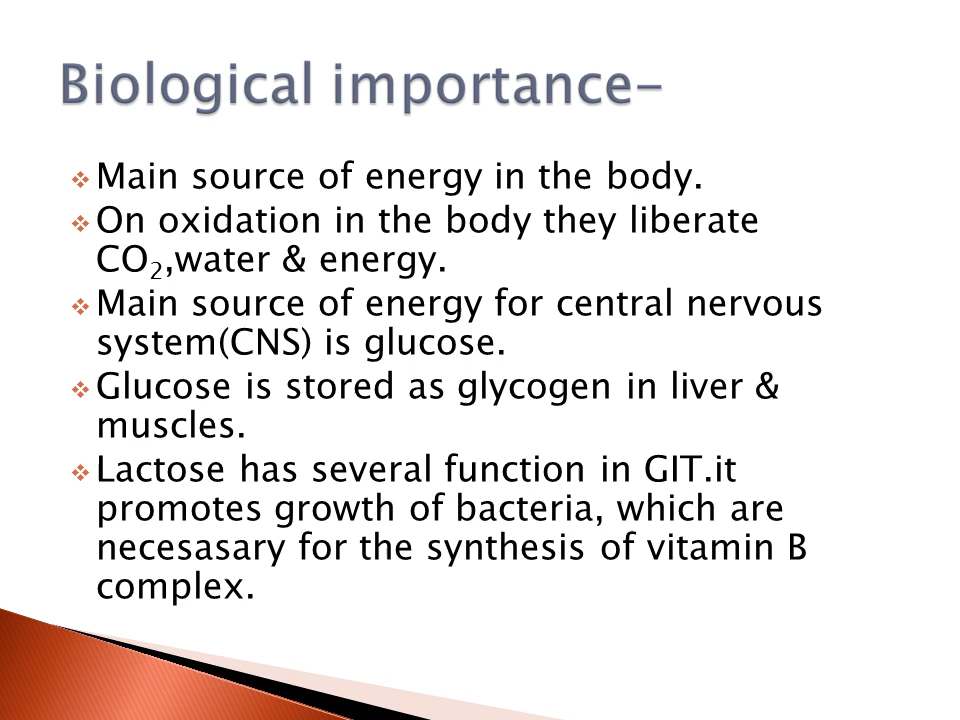 Biological importance-
❖ Main source of energy in the body.
❖ On oxidation in the body they liberate
CO₂,water & energy.
❖ Main source of energy for central nervous
system(CNS) is glucose.
❖ Glucose is stored as glycogen in liver &
muscles.
❖ Lactose has several function in GIT.it
promotes growth of bacteria, which are
necesasary for the synthesis of vitamin B
complex.